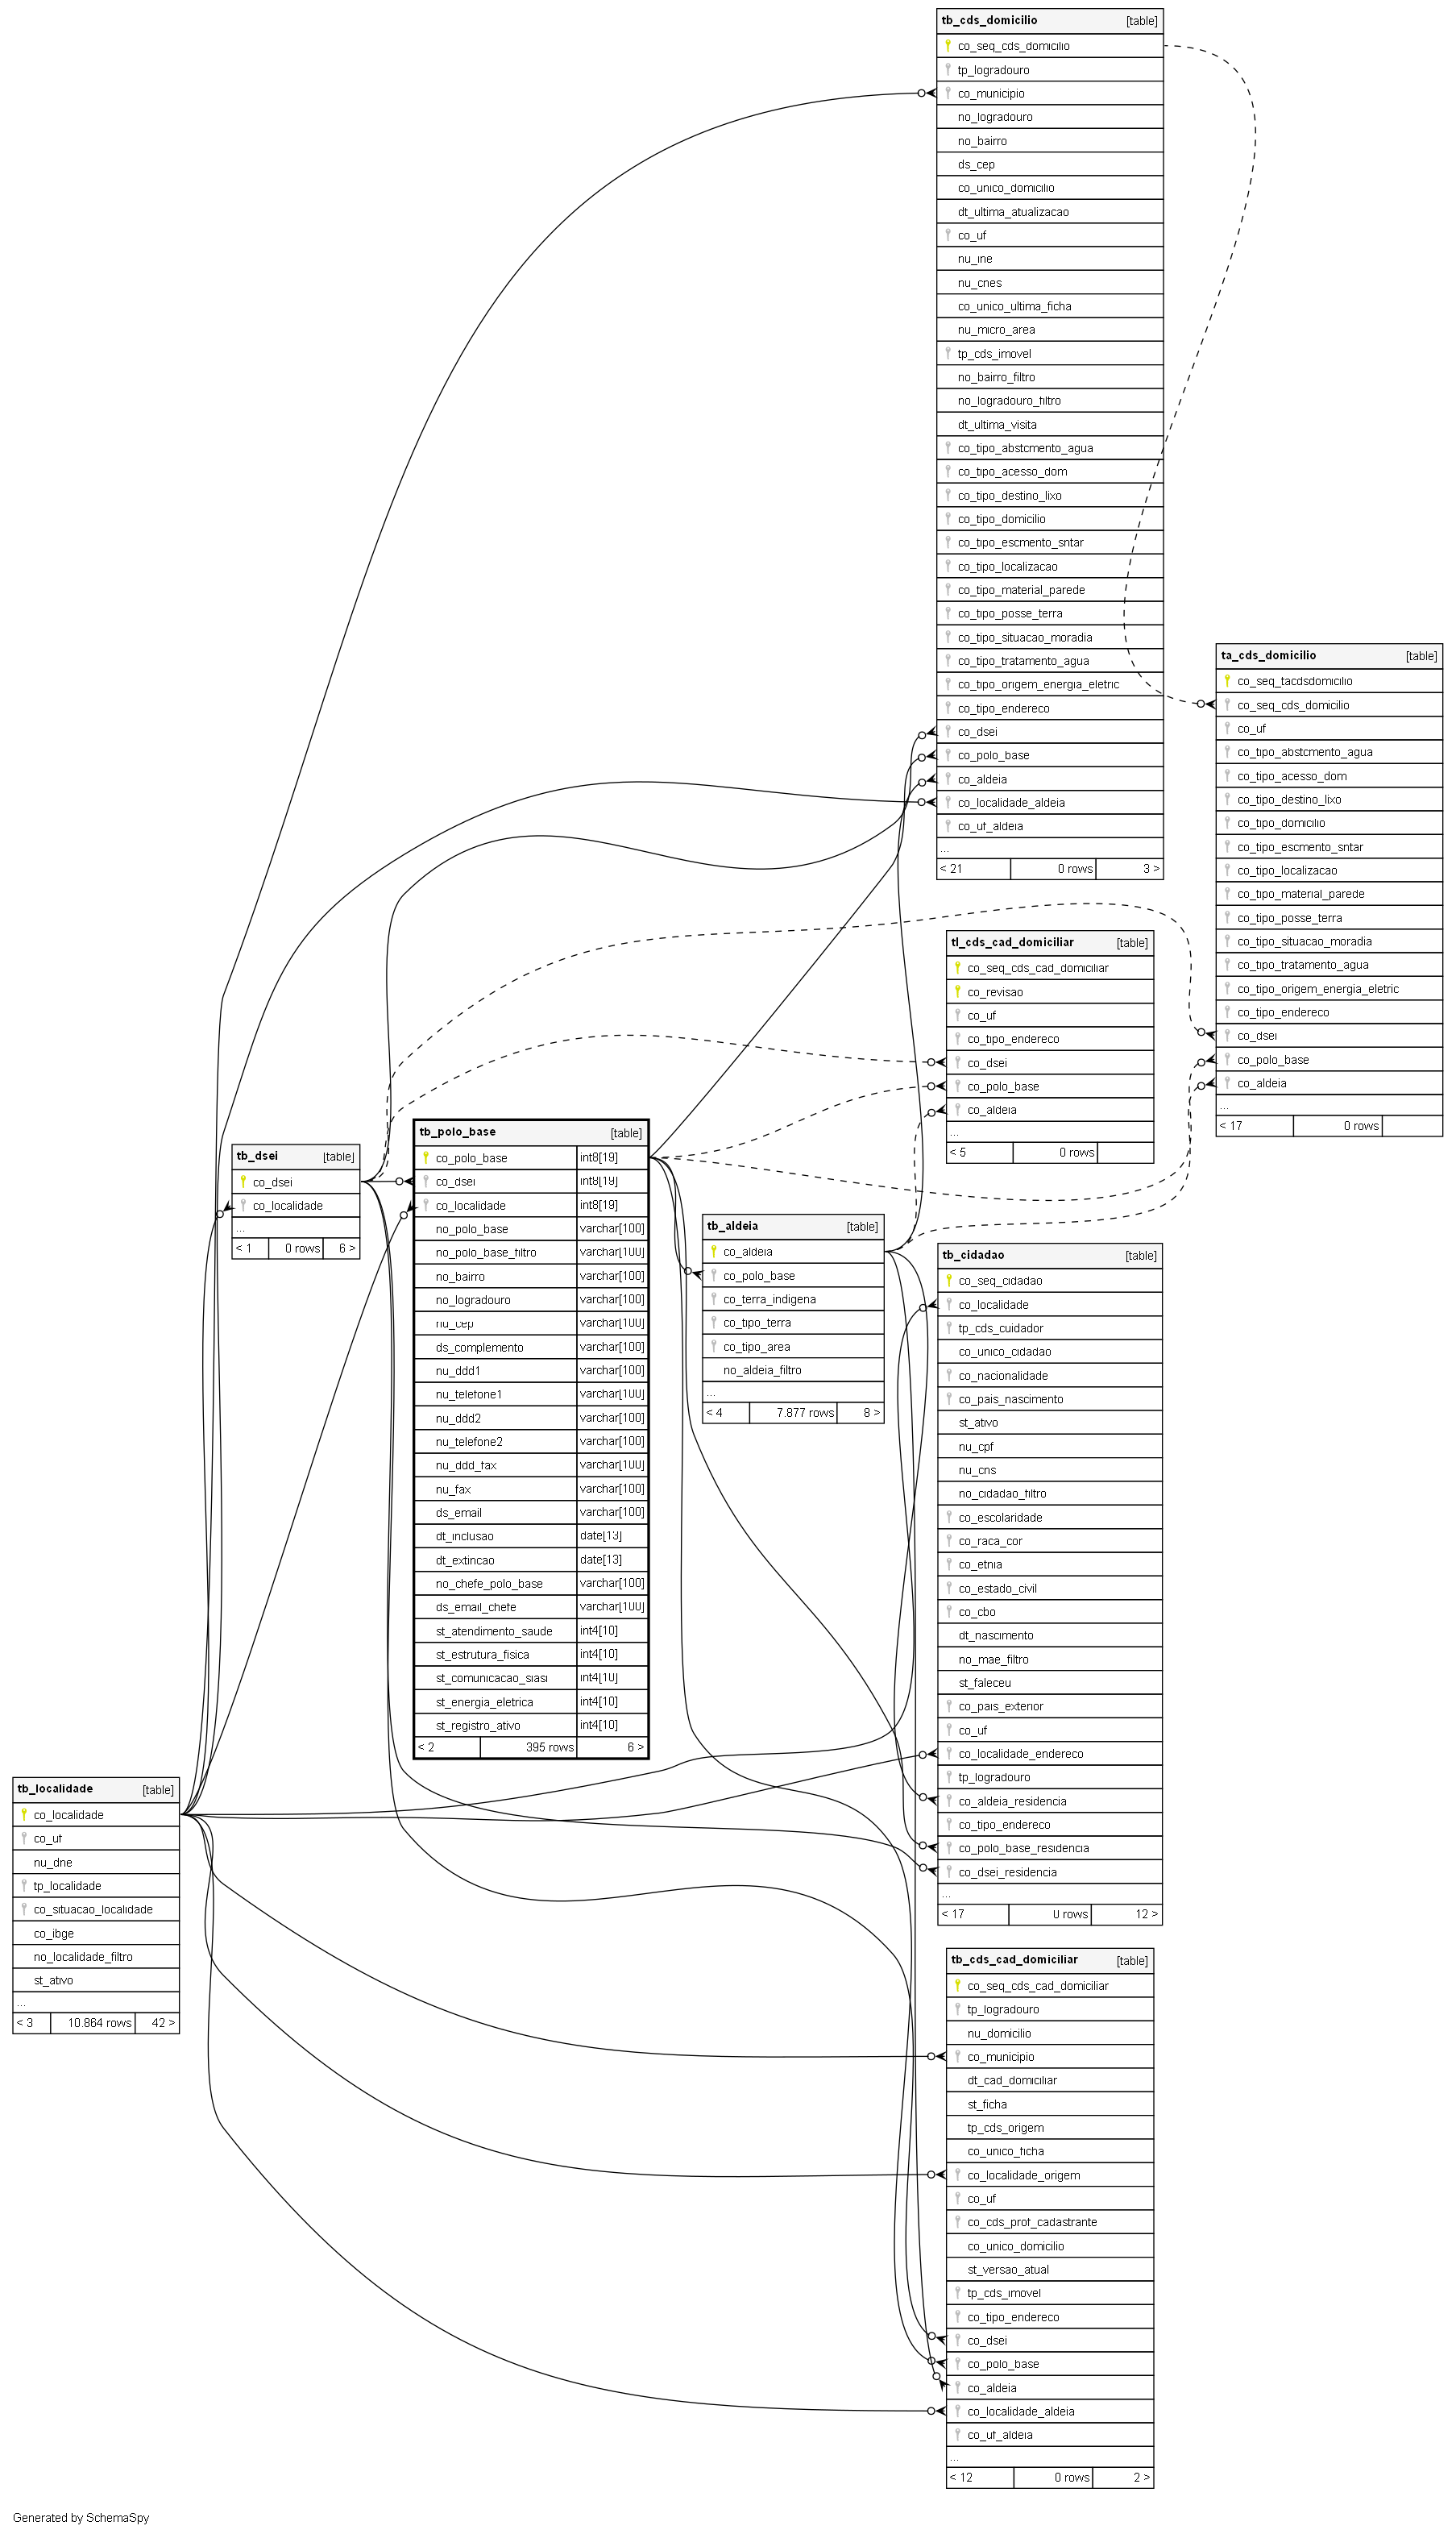 tb_cds_domicilio [table]
co_seq_cds_domicilio
tp_logradouro
co_municipio
no_logradouro
no_bairro
ds_cep
co_unico_domicilio
dt_ultima_atualizacao
co_uf
nu_ine
nu_cnes
co_unico_ultima_ficha
nu_micro_area
tp_cds_imovel
no_bairro_filtro
no_logradouro_filtro
dt_ultima_visita
co_tipo_abstcmento_agua
co_tipo_acesso_dom
co_tipo_destino_lixo
co_tipo_domicilio
co_tipo_escmento_sntar
co_tipo_localizacao
co_tipo_material_parede
co_tipo_posse_terra
co_tipo_situacao_moradia
co_tipo_tratamento_agua
co_tipo_origem_energia_eletric
co_tipo_endereco
co_dsei
co_polo_base
co_aldeia
co_localidade_aldeia
co_uf_aldeia
...
< 21 0 rows 3 >
ta_cds_domicilio [table]
co_seq_tacdsdomicilio
co_seq_cds_domicilio
co_uf
co_tipo_abstcmento_agua
co_tipo_acesso_dom
co_tipo_destino_lixo
co_tipo_domicilio
co_tipo_escmento_sntar
co_tipo_localizacao
co_tipo_material_parede
co_tipo_posse_terra
co_tipo_situacao_moradia
co_tipo_tratamento_agua
co_tipo_origem_energia_eletric
co_tipo_endereco
co_dsei
co_polo_base
co_aldeia
...
< 17 0 rows
tl_cds_cad_domiciliar [table]
co_seq_cds_cad_domiciliar
co_revisao
co_uf
co_tipo_endereco
co_dsei
co_polo_base
co_aldeia
...
< 5 0 rows
tb_dsei [table]
co_dsei
co_localidade
...
< 1 0 rows 6 >
tb_polo_base [table]
co_polo_base int8[19]
co_dsei int8[19]
co_localidade int8[19]
no_polo_base varchar[100]
no_polo_base_filtro varchar[100]
no_bairro varchar[100]
no_logradouro varchar[100]
nu_cep varchar[100]
ds_complemento varchar[100]
nu_ddd1 varchar[100]
nu_telefone1 varchar[100]
nu_ddd2 varchar[100]
nu_telefone2 varchar[100]
nu_ddd_fax varchar[100]
nu_fax varchar[100]
ds_email varchar[100]
dt_inclusao date[13]
dt_extincao date[13]
no_chefe_polo_base varchar[100]
ds_email_chefe varchar[100]
st_atendimento_saude int4[10]
st_estrutura_fisica int4[10]
st_comunicacao_siasi int4[10]
st_energia_eletrica int4[10]
st_registro_ativo int4[10]
< 2 395 rows 6 >
tb_aldeia [table]
co_aldeia
co_polo_base
co_terra_indigena
co_tipo_terra
co_tipo_area
no_aldeia_filtro
...
< 4 7.877 rows 8 >
tb_cidadao [table]
co_seq_cidadao
co_localidade
tp_cds_cuidador
co_unico_cidadao
co_nacionalidade
co_pais_nascimento
st_ativo
nu_cpf
nu_cns
no_cidadao_filtro
co_escolaridade
co_raca_cor
co_etnia
co_estado_civil
co_cbo
dt_nascimento
no_mae_filtro
st_faleceu
co_pais_exterior
co_uf
co_localidade_endereco
tp_logradouro
co_aldeia_residencia
co_tipo_endereco
co_polo_base_residencia
co_dsei_residencia
...
< 17 0 rows 12 >
tb_localidade [table]
co_localidade
co_uf
nu_dne
tp_localidade
co_situacao_localidade
co_ibge
no_localidade_filtro
st_ativo
...
< 3 10.864 rows 42 >
tb_cds_cad_domiciliar [table]
co_seq_cds_cad_domiciliar
tp_logradouro
nu_domicilio
co_municipio
dt_cad_domiciliar
st_ficha
tp_cds_origem
co_unico_ficha
co_localidade_origem
co_uf
co_cds_prof_cadastrante
co_unico_domicilio
st_versao_atual
tp_cds_imovel
co_tipo_endereco
co_dsei
co_polo_base
co_aldeia
co_localidade_aldeia
co_uf_aldeia
...
< 12 0 rows 2 >
Generated by SchemaSpy